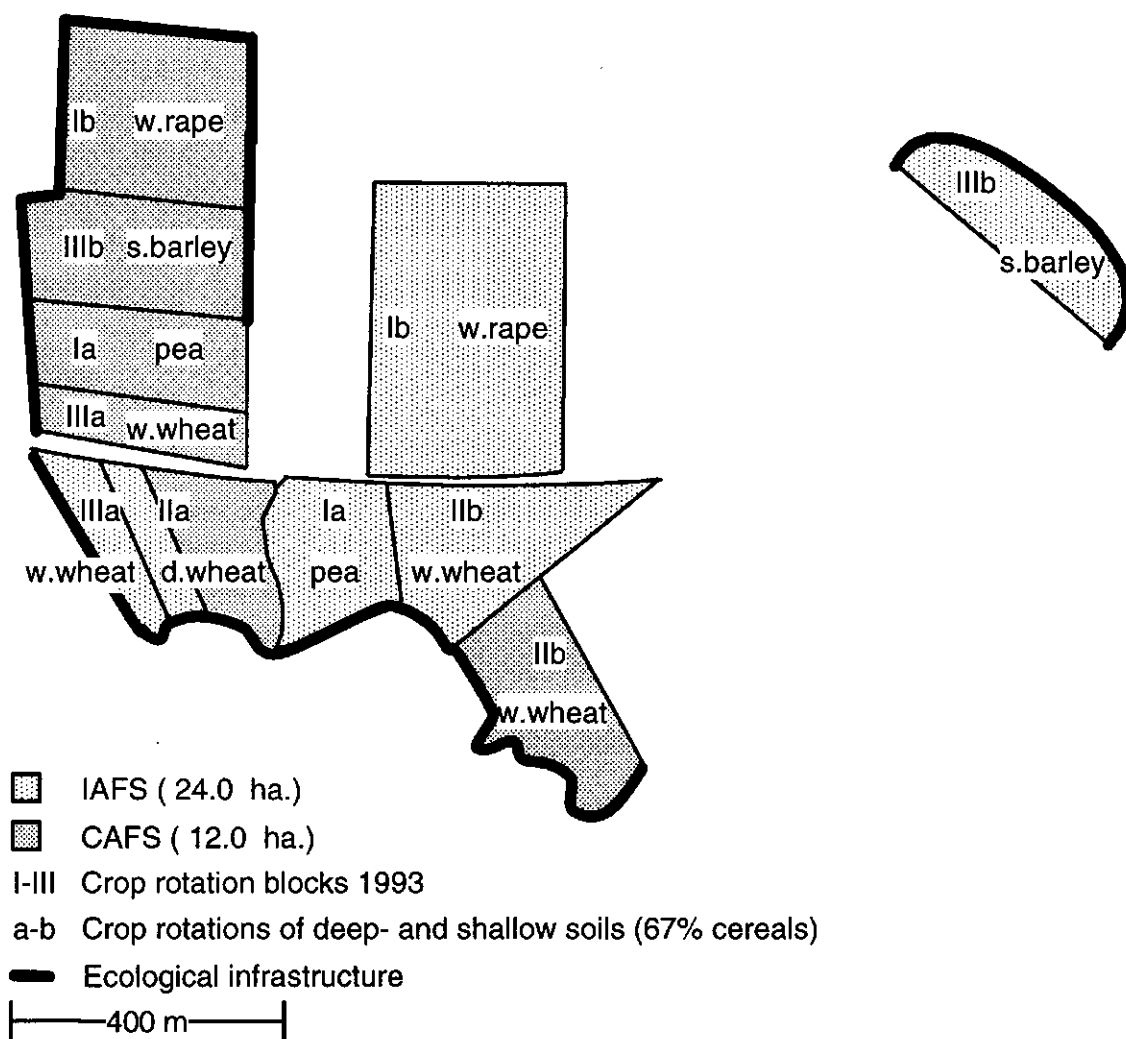 Ib w.rape
IIIb s.barley
Ia pea
IIIa w.wheat
Ib w.rape
IIIb
s.barley
IIIa
w.wheat
IIa
d.wheat
Ia
pea
IIb
w.wheat
IIb
w.wheat
IAFS ( 24.0 ha.)
CAFS ( 12.0 ha.)
I-III Crop rotation blocks 1993
a-b Crop rotations of deep- and shallow soils (67% cereals)
Ecological infrastructure
400 m